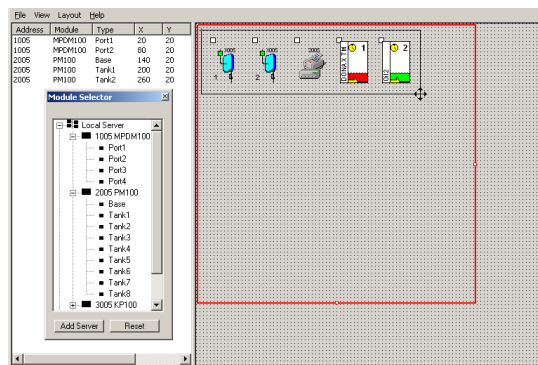 File View Layout Help
Address Module Type X Y
1005 MPDM100 Port1 20 20
1005 MPDM100 Port2 80 20
2005 PM100 Base 140 20
2005 PM100 Tank1 200 20
2005 PM100 Tank2 260 20
Module Selector
Local Server
1005 MPDM100
Port1
Port2
Port3
Port4
2005 PM100
Base
Tank1
Tank2
Tank3
Tank4
Tank5
Tank6
Tank7
Tank8
3005 KP100
Add Server Reset
1005 1005 2005 1 2
1 2